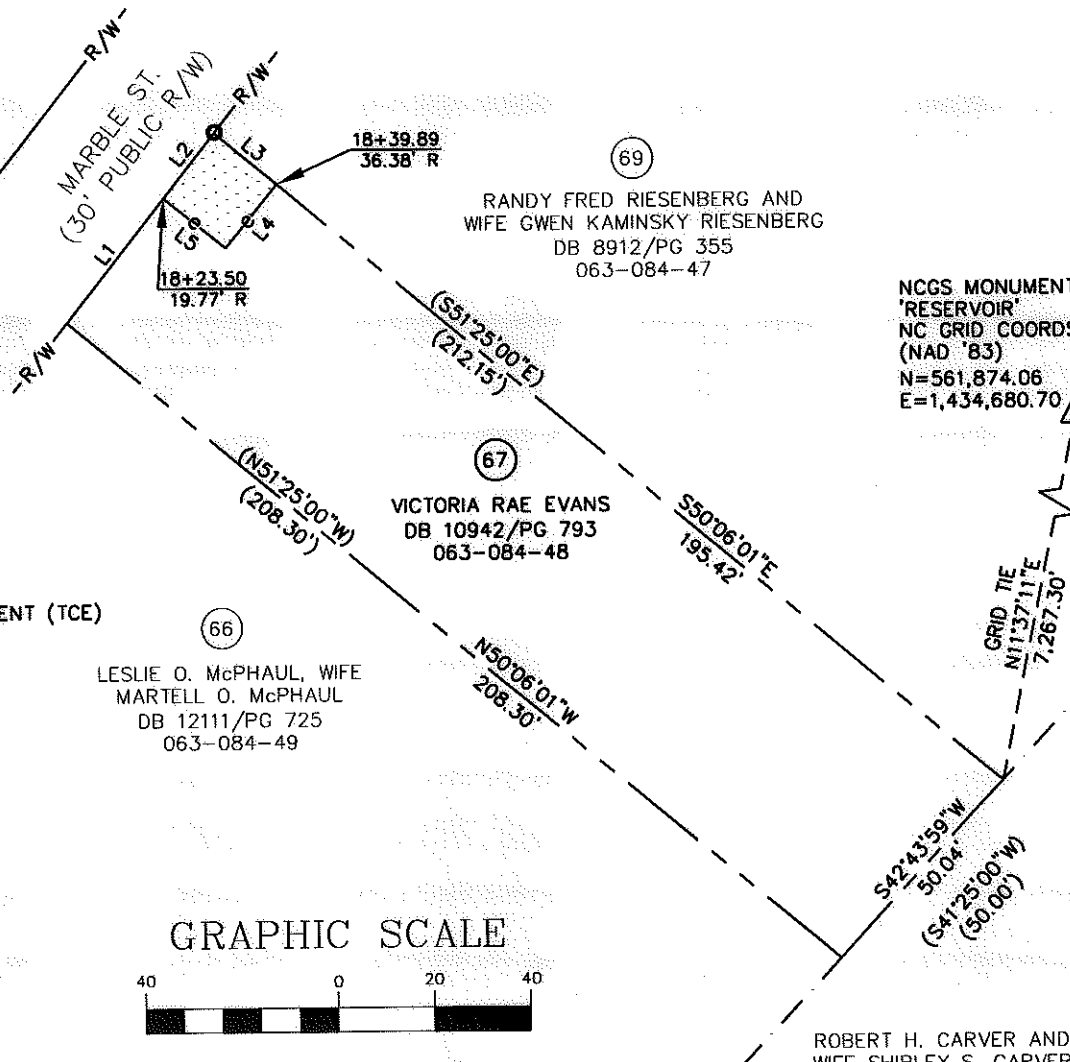 R/W-
MARBLE ST.
(30' PUBLIC R/W)
R/W-
L2
L3
18+39.89
36.38' R
L5
L4
L1
18+23.50
19.77' R
-R/W-
69
RANDY FRED RIESENBERG AND
WIFE GWEN KAMINSKY RIESENBERG
DB 8912/PG 355
063-084-47
NCGS MONUMENT
'RESERVOIR'
NC GRID COORDS
(NAD '83)
N=561,874.06
E=1,434,680.70
(S51°25'00"E)
(212.15')
(N51°25'00"W)
(208.30')
67
VICTORIA RAE EVANS
DB 10942/PG 793
063-084-48
S50°06'01"E
195.42'
GRID TIE
N11°37'11"E
7,267.30'
ENT (TCE)
66
LESLIE O. McPHAUL, WIFE
MARTELL O. McPHAUL
DB 12111/PG 725
063-084-49
N50°06'01"W
208.30'
S42°43'59"W
50.04'
(S41°25'00"W)
(50.00')
GRAPHIC SCALE
40 0 20 40
ROBERT H. CARVER AND
WIFE SHIRLEY S. CARVER